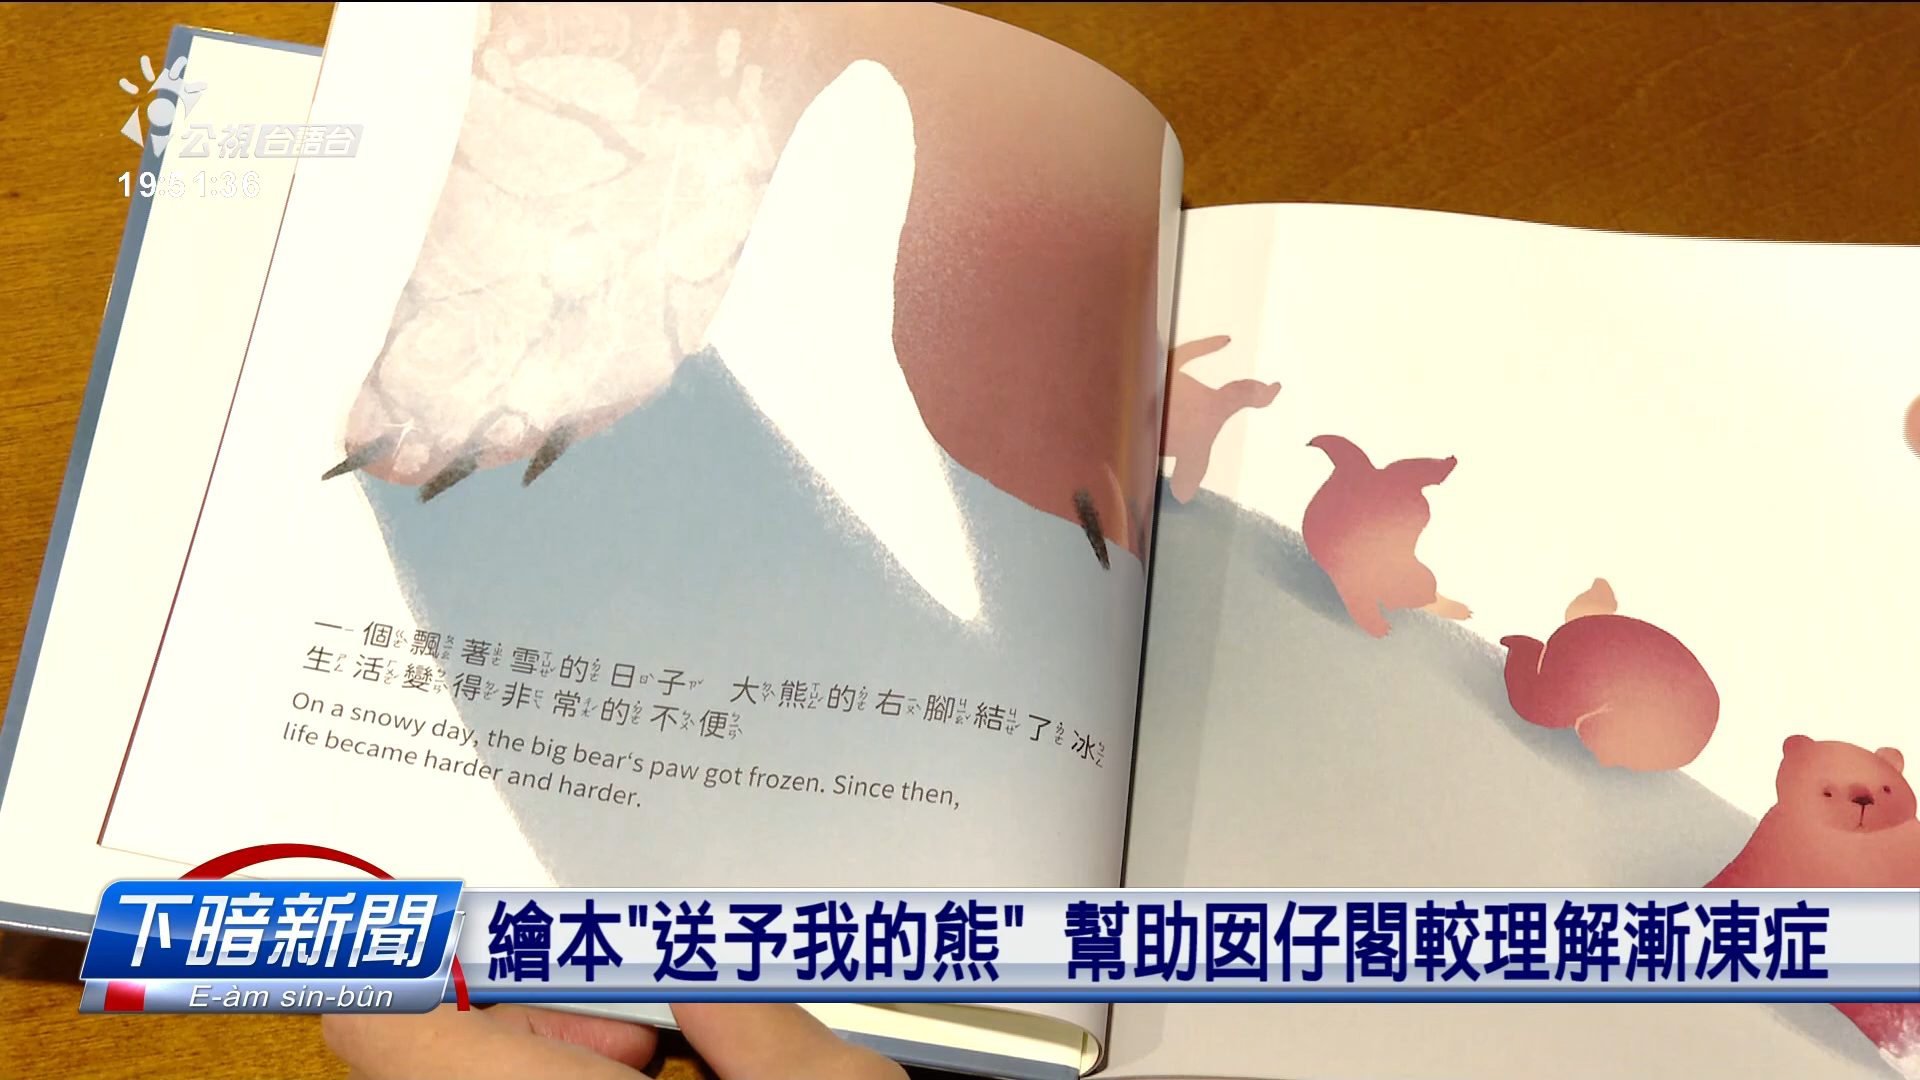 公視台語台
19:51:36
一個飄著雪的日子 大熊的右腳結了冰
生活變得非常的不便
On a snowy day, the big bear‘s paw got frozen. Since then,
life became harder and harder.
下暗新聞
E-àm sin-bûn
繪本"送予我的熊" 幫助囡仔閣較理解漸凍症